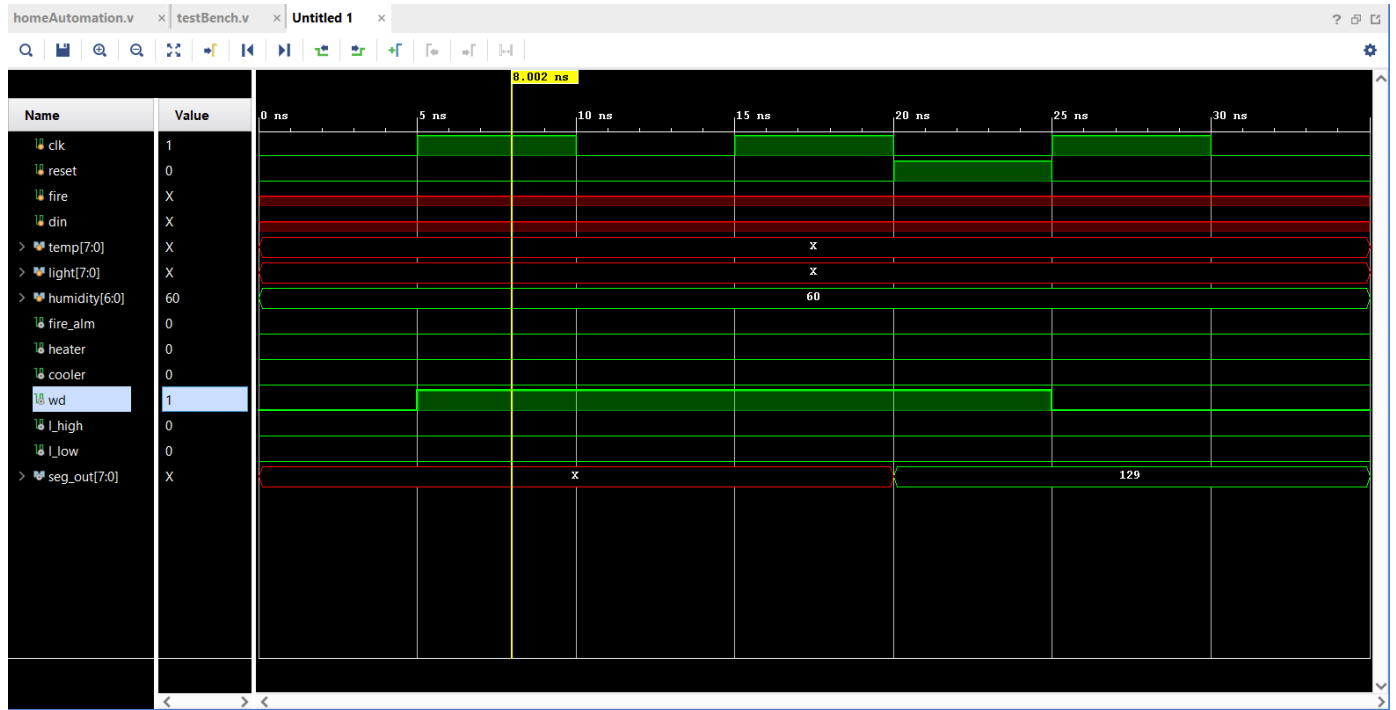 homeAutomation.v × testBench.v × Untitled 1 ×
8.002 ns
Name Value 0 ns 5 ns 10 ns 15 ns 20 ns 25 ns 30 ns
clk 1
reset 0
fire X
din X
temp[7:0] X X
light[7:0] X X
humidity[6:0] 60 60
fire_alm 0
heater 0
cooler 0
wd 1
l_high 0
l_low 0
seg_out[7:0] X X 129